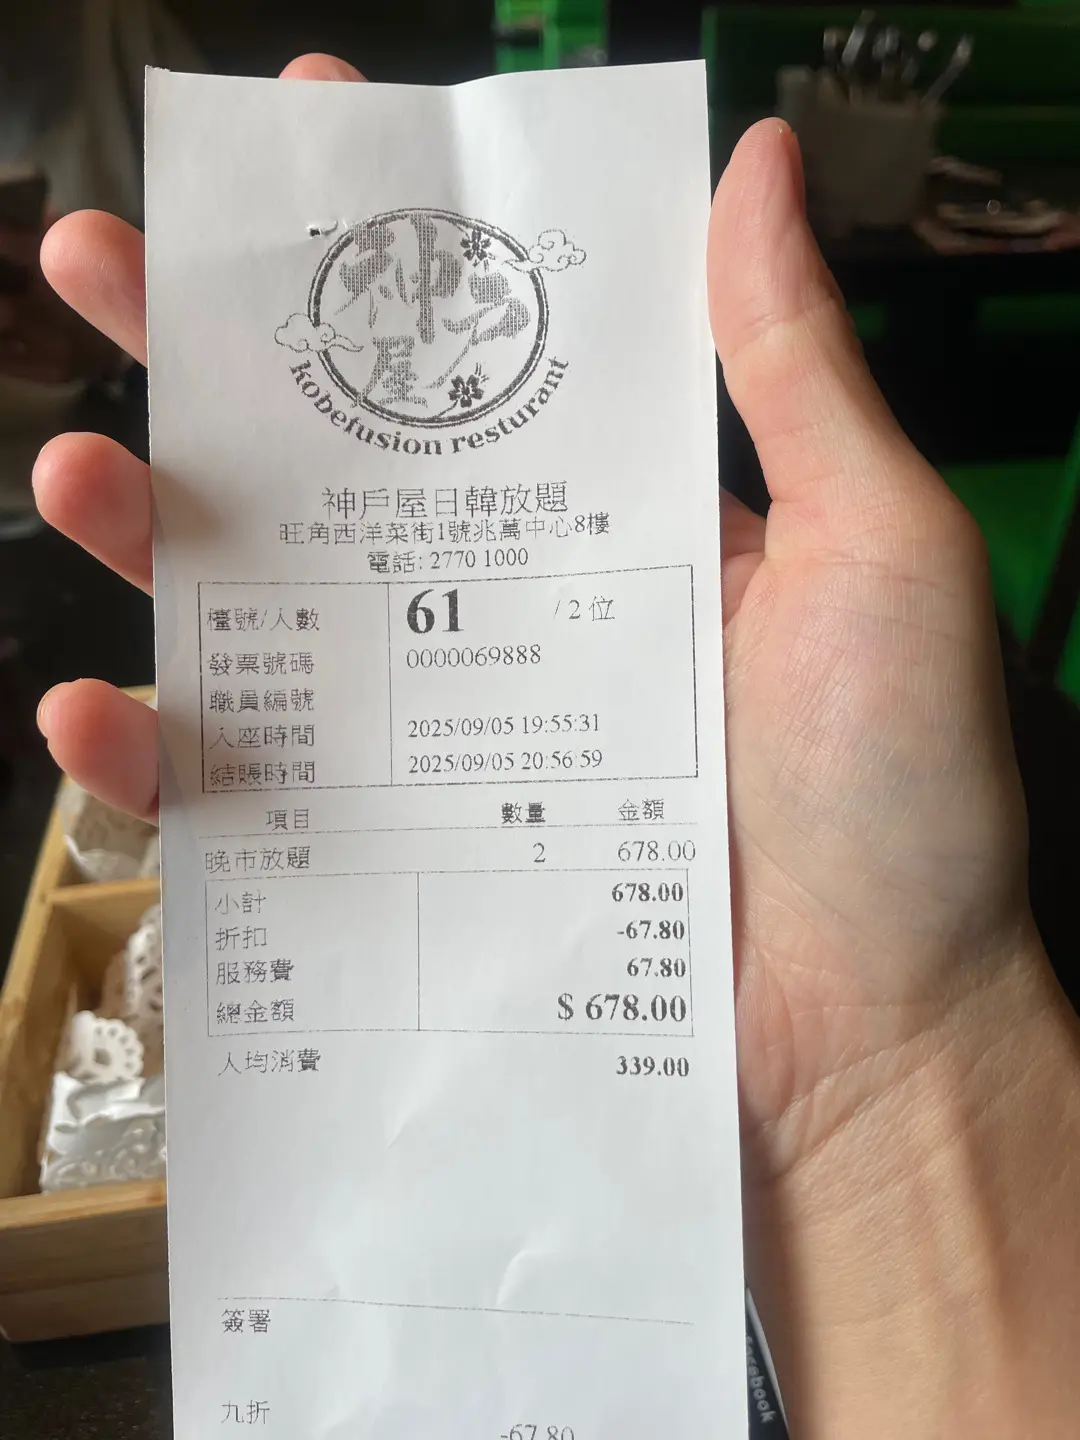 神戶屋
kobefusion resturant
神戶屋日韓放題
旺角西洋菜街1號兆萬中心8樓
電話: 2770 1000
檯號/人數 61 / 2 位
發票號碼 0000069888
職員編號
入座時間 2025/09/05 19:55:31
結賬時間 2025/09/05 20:56:59
項目 數量 金額
晚市放題 2 678.00
小計 678.00
折扣 -67.80
服務費 67.80
總金額 $ 678.00
人均消費 339.00
簽署
九折 -67.80
facebook